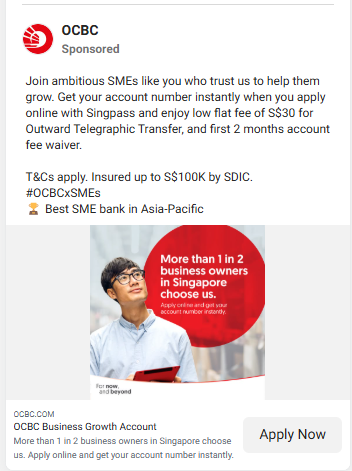 OCBC
Sponsored
Join ambitious SMEs like you who trust us to help them
grow. Get your account number instantly when you apply
online with Singpass and enjoy low flat fee of S$30 for
Outward Telegraphic Transfer, and first 2 months account
fee waiver.
T&Cs apply. Insured up to S$100K by SDIC.
#OCBCxSMEs
🏆 Best SME bank in Asia-Pacific
More than 1 in 2
business owners
in Singapore
choose us.
Apply online and get your
account number instantly.
For now,
and beyond
OCBC.COM
OCBC Business Growth Account
More than 1 in 2 business owners in Singapore choose
us. Apply online and get your account number instantly.
Apply Now